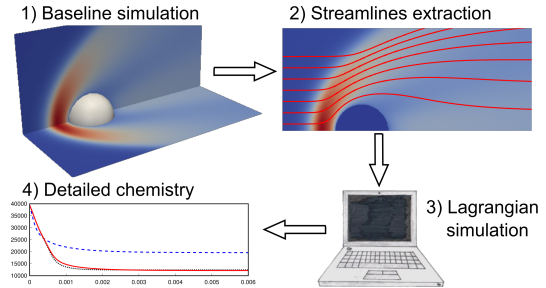 1) Baseline simulation
2) Streamlines extraction
3) Lagrangian
simulation
4) Detailed chemistry
40000
35000
30000
25000
20000
15000
10000
0
0.001
0.002
0.003
0.004
0.005
0.006